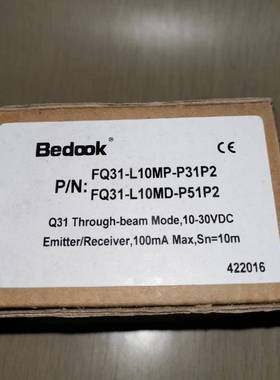 Bedook®
CE
P/N: FQ31-L10MP-P31P2
FQ31-L10MD-P51P2
Q31 Through-beam Mode,10-30VDC
Emitter/Receiver,100mA Max,Sn=10m
422016